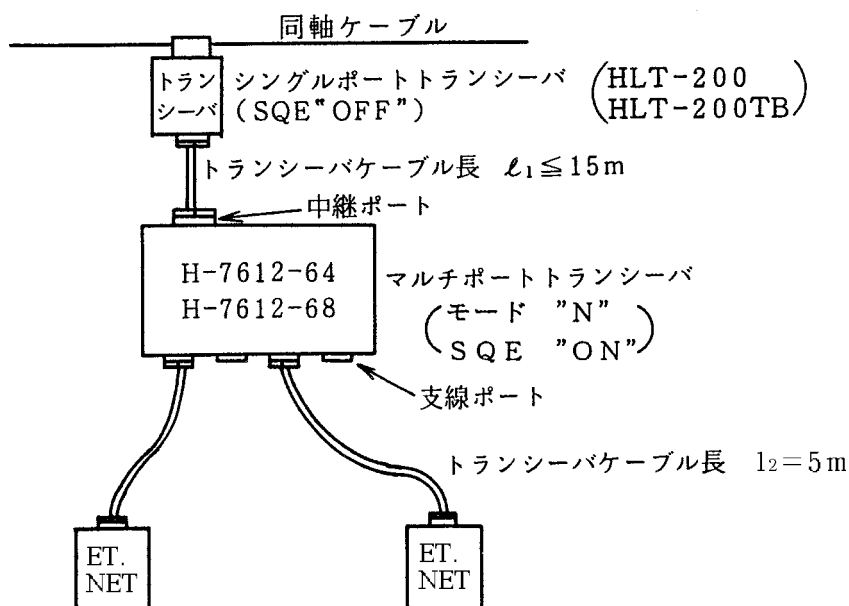 同軸ケーブル
トラン
シーバ
シングルポートトランシーバ
(SQE"OFF")
(HLT-200
HLT-200TB)
トランシーバケーブル長 ℓ₁≦15m
中継ポート
H-7612-64
H-7612-68
マルチポートトランシーバ
(モード "N"
SQE "ON")
支線ポート
トランシーバケーブル長 l₂=5m
ET.
NET
ET.
NET